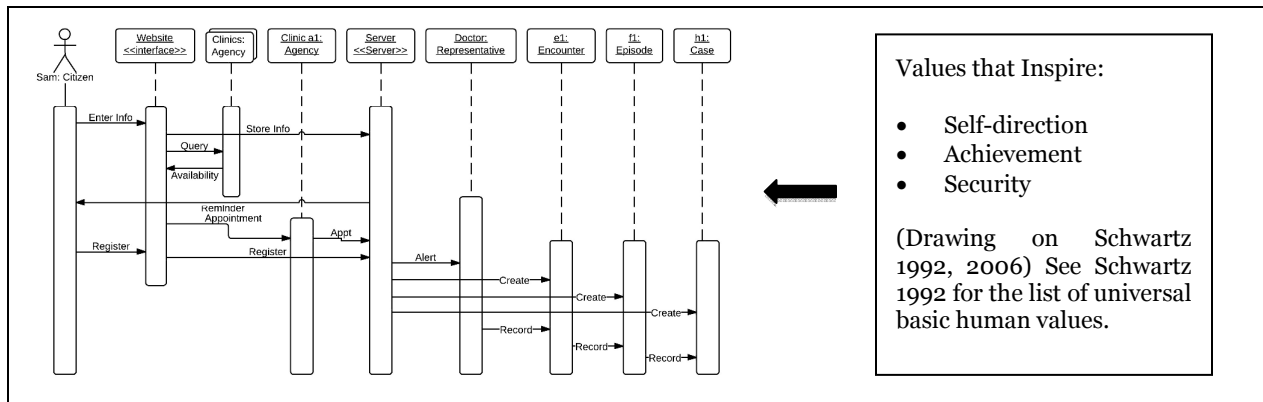 Sam: Citizen
Website
<<interface>>
Clinics:
Agency
Clinic a1:
Agency
Server
<<Server>>
Doctor:
Representative
e1:
Encounter
f1:
Episode
h1:
Case
Enter Info
Store Info
Query
Availability
Reminder
Appointment
Appt
Register
Register
Alert
Create
Create
Create
Record
Record
Record
Values that Inspire:
• Self-direction
• Achievement
• Security
(Drawing on Schwartz
1992, 2006) See Schwartz
1992 for the list of universal
basic human values.